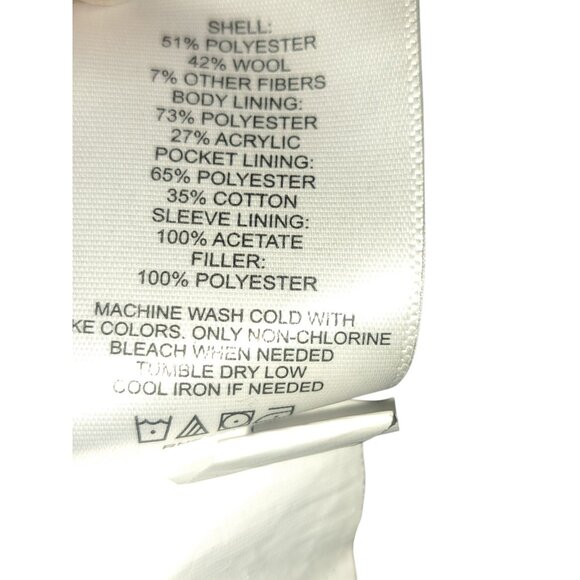 SHELL:
51% POLYESTER
42% WOOL
7% OTHER FIBERS
BODY LINING:
73% POLYESTER
27% ACRYLIC
POCKET LINING:
65% POLYESTER
35% COTTON
SLEEVE LINING:
100% ACETATE
FILLER:
100% POLYESTER
MACHINE WASH COLD WITH
KE COLORS. ONLY NON-CHLORINE
BLEACH WHEN NEEDED
TUMBLE DRY LOW
COOL IRON IF NEEDED